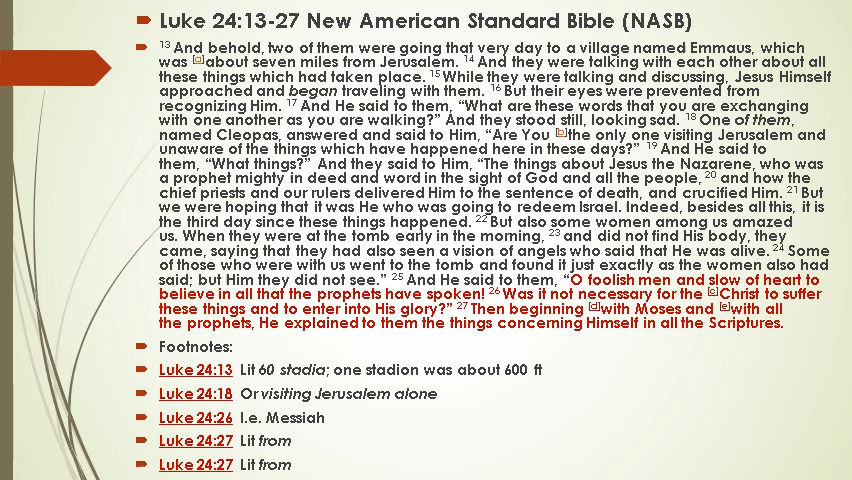 Luke 24:13-27 New American Standard Bible (NASB)
13 And behold, two of them were going that very day to a village named Emmaus, which
was [a]about seven miles from Jerusalem. 14 And they were talking with each other about all
these things which had taken place. 15 While they were talking and discussing, Jesus Himself
approached and began traveling with them. 16 But their eyes were prevented from
recognizing Him. 17 And He said to them, “What are these words that you are exchanging
with one another as you are walking?” And they stood still, looking sad. 18 One of them,
named Cleopas, answered and said to Him, “Are You [b]the only one visiting Jerusalem and
unaware of the things which have happened here in these days?” 19 And He said to
them, “What things?” And they said to Him, “The things about Jesus the Nazarene, who was
a prophet mighty in deed and word in the sight of God and all the people, 20 and how the
chief priests and our rulers delivered Him to the sentence of death, and crucified Him. 21 But
we were hoping that it was He who was going to redeem Israel. Indeed, besides all this, it is
the third day since these things happened. 22 But also some women among us amazed
us. When they were at the tomb early in the morning, 23 and did not find His body, they
came, saying that they had also seen a vision of angels who said that He was alive. 24 Some
of those who were with us went to the tomb and found it just exactly as the women also had
said; but Him they did not see.” 25 And He said to them, “O foolish men and slow of heart to
believe in all that the prophets have spoken! 26 Was it not necessary for the [c]Christ to suffer
these things and to enter into His glory?” 27 Then beginning [d]with Moses and [e]with all
the prophets, He explained to them the things concerning Himself in all the Scriptures.
Footnotes:
Luke 24:13 Lit 60 stadia; one stadion was about 600 ft
Luke 24:18 Or visiting Jerusalem alone
Luke 24:26 I.e. Messiah
Luke 24:27 Lit from
Luke 24:27 Lit from